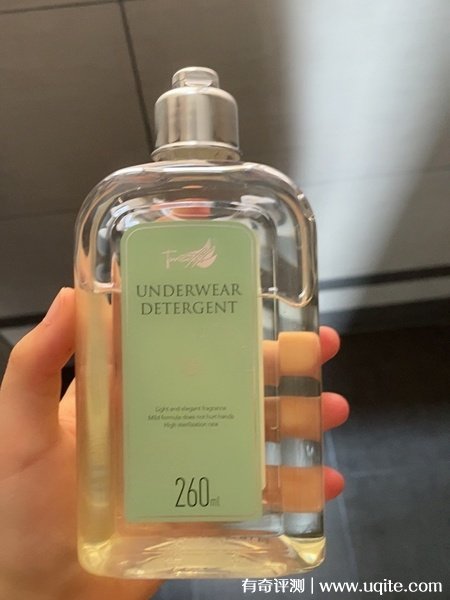 UNDERWEAR
DETERGENT
Light and elegant fragrance
Mild formula does not hurt hands
High sterilization rate
260ml
有奇评测 | www.uqite.com